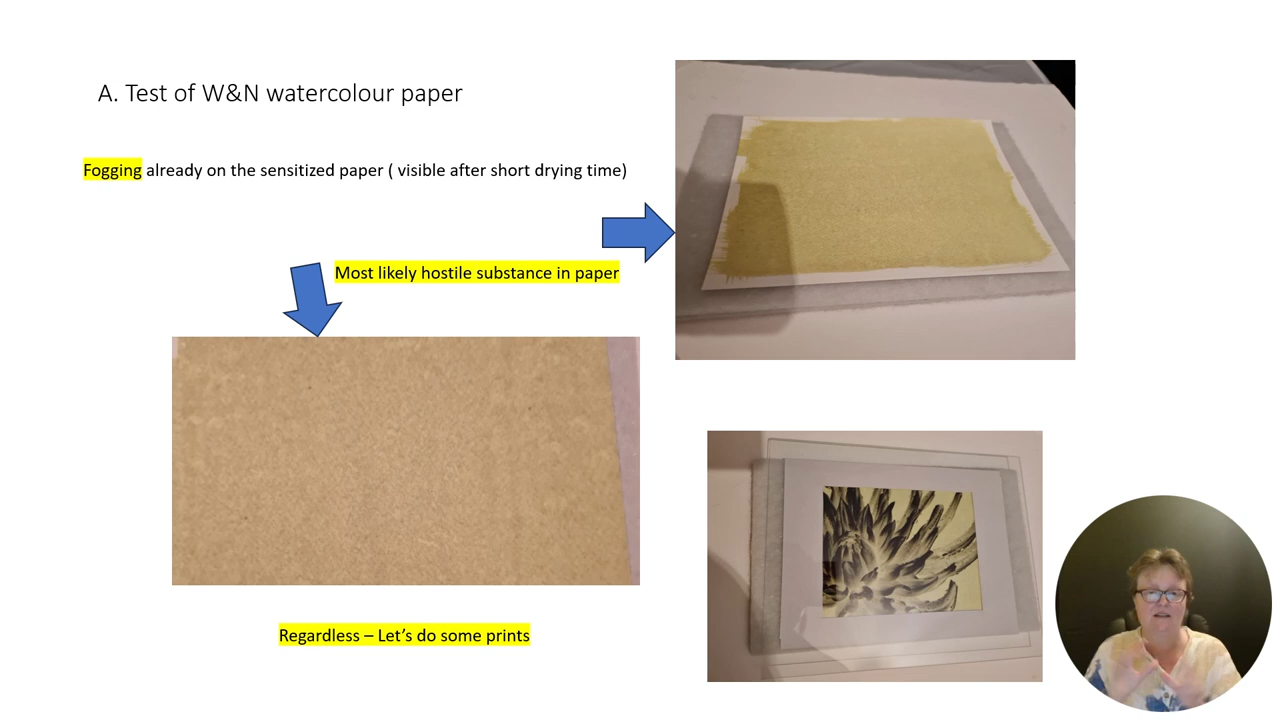 A. Test of W&N watercolour paper
Fogging already on the sensitized paper ( visible after short drying time)
Most likely hostile substance in paper
Regardless – Let’s do some prints